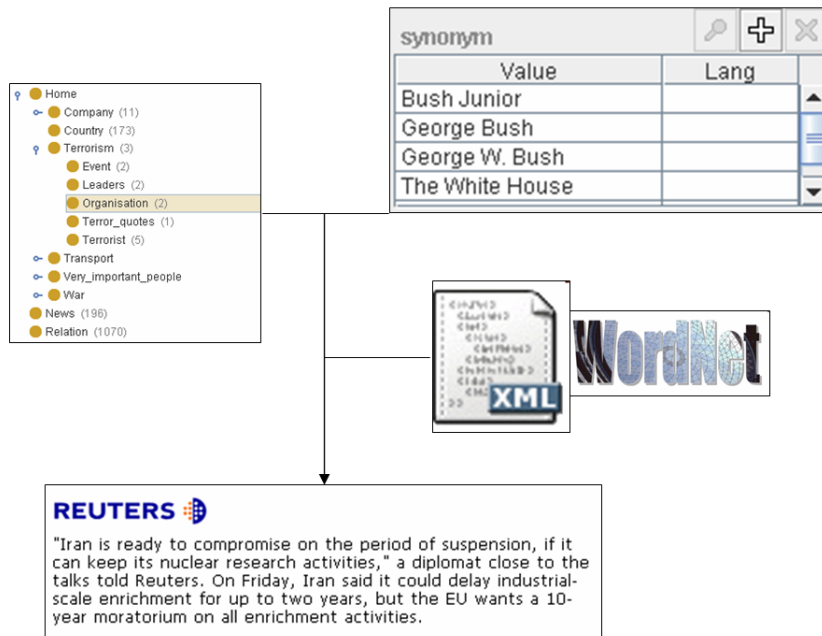 synonym
Value Lang
Bush Junior
George Bush
George W. Bush
The White House
Home
Company (11)
Country (173)
Terrorism (3)
Event (2)
Leaders (2)
Organisation (2)
Terror_quotes (1)
Terrorist (5)
Transport
Very_important_people
War
News (196)
Relation (1070)
XML
WordNet
REUTERS
"Iran is ready to compromise on the period of suspension, if it
can keep its nuclear research activities," a diplomat close to the
talks told Reuters. On Friday, Iran said it could delay industrial-
scale enrichment for up to two years, but the EU wants a 10-
year moratorium on all enrichment activities.